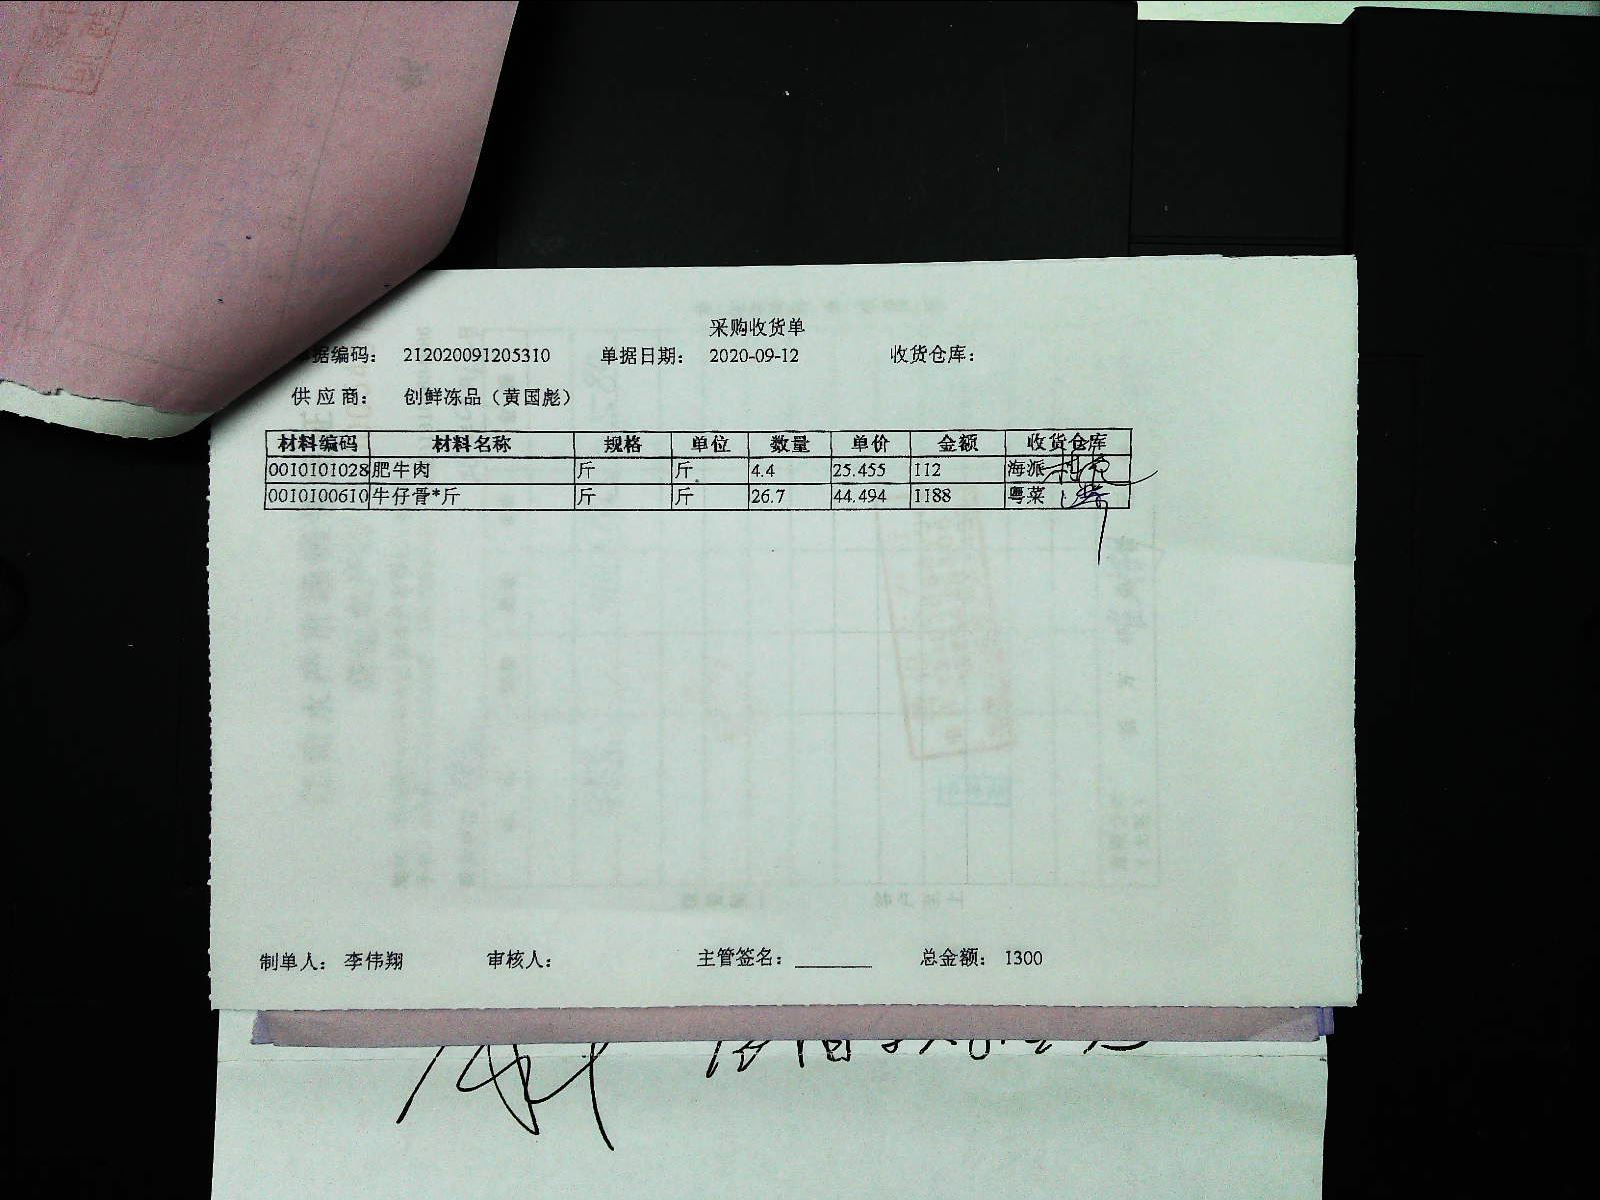 采购收货单
据编码： 212020091205310 单据日期： 2020-09-12 收货仓库：
供应商： 创鲜冻品（黄国彪）
材料编码 材料名称 规格 单位 数量 单价 金额 收货仓库
0010101028 肥牛肉 斤 斤 4.4 25.455 112 海派
0010100610 牛仔骨*斤 斤 斤 26.7 44.494 1188 粤菜
制单人： 李伟翔 审核人： 主管签名： 总金额： 1300